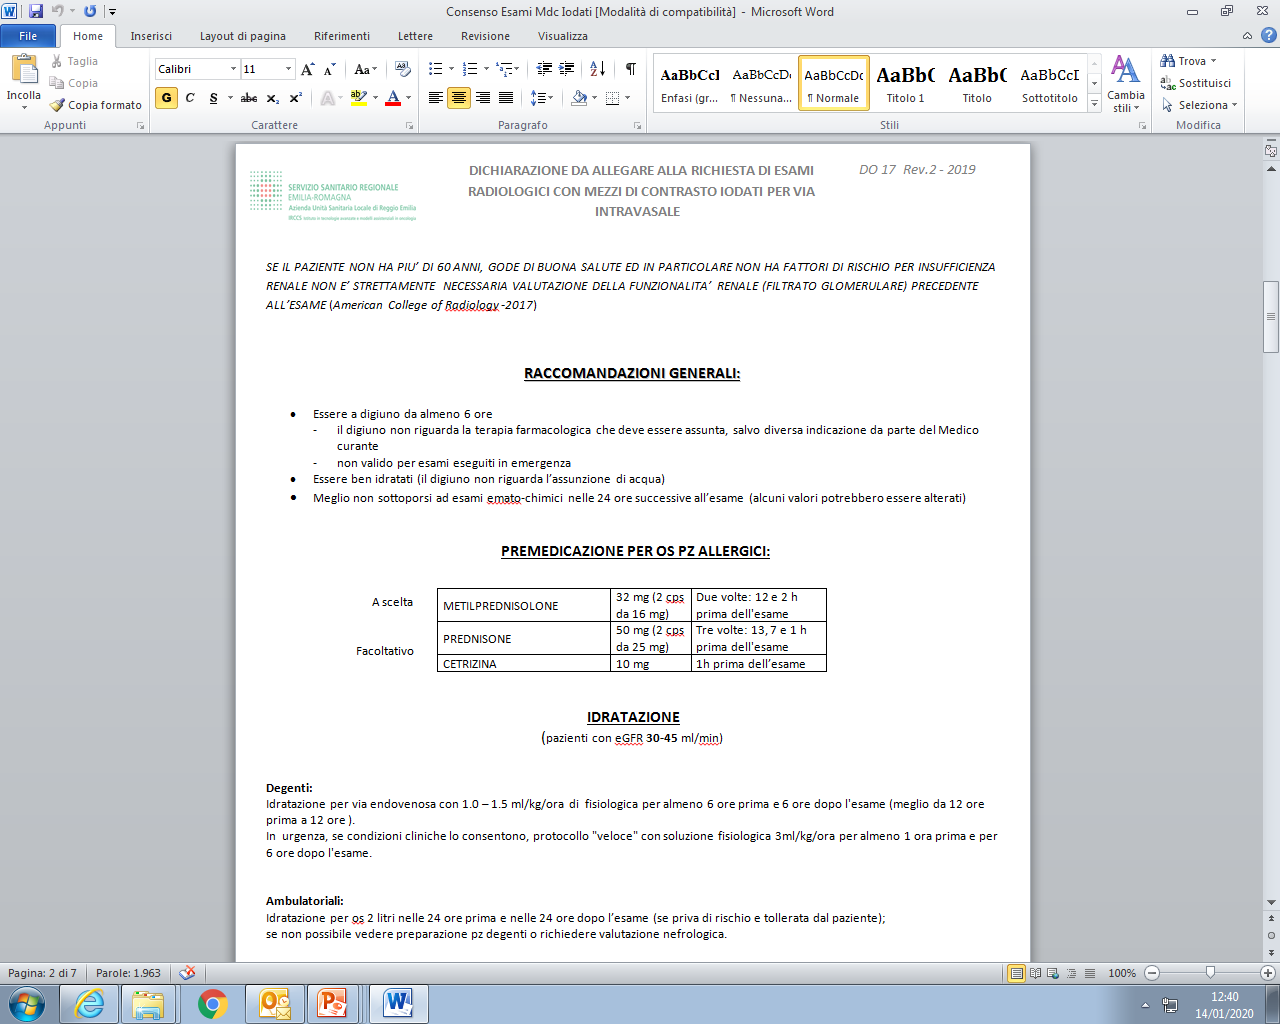 Consenso Esami Mdc Iodati [Modalità di compatibilità] - Microsoft Word
File Home Inserisci Layout di pagina Riferimenti Lettere Revisione Visualizza
Incolla
Taglia
Copia
Copia formato
Appunti
Calibri 11
Carattere
Paragrafo
AaBbCcI AaBbCcDc AaBbCcDc AaBbC AaBbC AaBbCcI
Enfasi (gr... ¶ Nessuna... ¶ Normale Titolo 1 Titolo Sottotitolo
Cambia stili
Stili
Trova
Sostituisci
Seleziona
Modifica
SERVIZIO SANITARIO REGIONALE
EMILIA-ROMAGNA
Azienda Unità Sanitaria Locale di Reggio Emilia
IRCCS Istituto in tecnologie avanzate e modelli assistenziali in oncologia
DICHIARAZIONE DA ALLEGARE ALLA RICHIESTA DI ESAMI
RADIOLOGICI CON MEZZI DI CONTRASTO IODATI PER VIA
INTRAVASALE
DO 17 Rev.2 - 2019
SE IL PAZIENTE NON HA PIU’ DI 60 ANNI, GODE DI BUONA SALUTE ED IN PARTICOLARE NON HA FATTORI DI RISCHIO PER INSUFFICIENZA
RENALE NON E’ STRETTAMENTE NECESSARIA VALUTAZIONE DELLA FUNZIONALITA’ RENALE (FILTRATO GLOMERULARE) PRECEDENTE
ALL’ESAME (American College of Radiology -2017)
RACCOMANDAZIONI GENERALI:
• Essere a digiuno da almeno 6 ore
- il digiuno non riguarda la terapia farmacologica che deve essere assunta, salvo diversa indicazione da parte del Medico
curante
- non valido per esami eseguiti in emergenza
• Essere ben idratati (il digiuno non riguarda l’assunzione di acqua)
• Meglio non sottoporsi ad esami emato-chimici nelle 24 ore successive all’esame (alcuni valori potrebbero essere alterati)
PREMEDICAZIONE PER OS PZ ALLERGICI:
A scelta
METILPREDNISOLONE 32 mg (2 cps da 16 mg) Due volte: 12 e 2 h prima dell'esame
PREDNISONE 50 mg (2 cps da 25 mg) Tre volte: 13, 7 e 1 h prima dell'esame
Facoltativo
CETRIZINA 10 mg 1h prima dell’esame
IDRATAZIONE
(pazienti con eGFR 30-45 ml/min)
Degenti:
Idratazione per via endovenosa con 1.0 – 1.5 ml/kg/ora di fisiologica per almeno 6 ore prima e 6 ore dopo l'esame (meglio da 12 ore
prima a 12 ore ).
In urgenza, se condizioni cliniche lo consentono, protocollo "veloce" con soluzione fisiologica 3ml/kg/ora per almeno 1 ora prima e per
6 ore dopo l'esame.
Ambulatoriali:
Idratazione per os 2 litri nelle 24 ore prima e nelle 24 ore dopo l’esame (se priva di rischio e tollerata dal paziente);
se non possibile vedere preparazione pz degenti o richiedere valutazione nefrologica.
Pagina: 2 di 7 Parole: 1.963 100%
12:40
14/01/2020